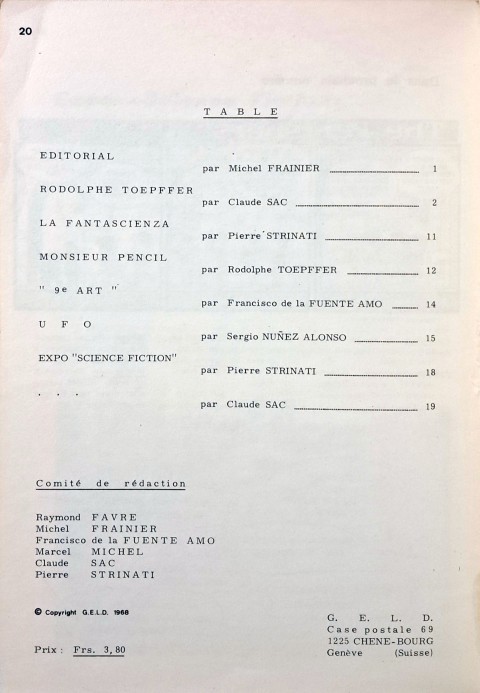 20
TABLE
EDITORIAL
par Michel FRAINIER 1
RODOLPHE TOEPFFER
par Claude SAC 2
LA FANTASCIENZA
par Pierre STRINATI 11
MONSIEUR PENCIL
par Rodolphe TOEPFFER 12
" 9e ART "
par Francisco de la FUENTE AMO 14
U F O
par Sergio NUÑEZ ALONSO 15
EXPO "SCIENCE FICTION"
par Pierre STRINATI 18
. . .
par Claude SAC 19
Comité de rédaction
Raymond FAVRE
Michel FRAINIER
Francisco de la FUENTE AMO
Marcel MICHEL
Claude SAC
Pierre STRINATI
© Copyright G.E.L.D. 1968
Prix : Frs. 3,80
G. E. L. D.
Case postale 69
1225 CHENE-BOURG
Genève (Suisse)